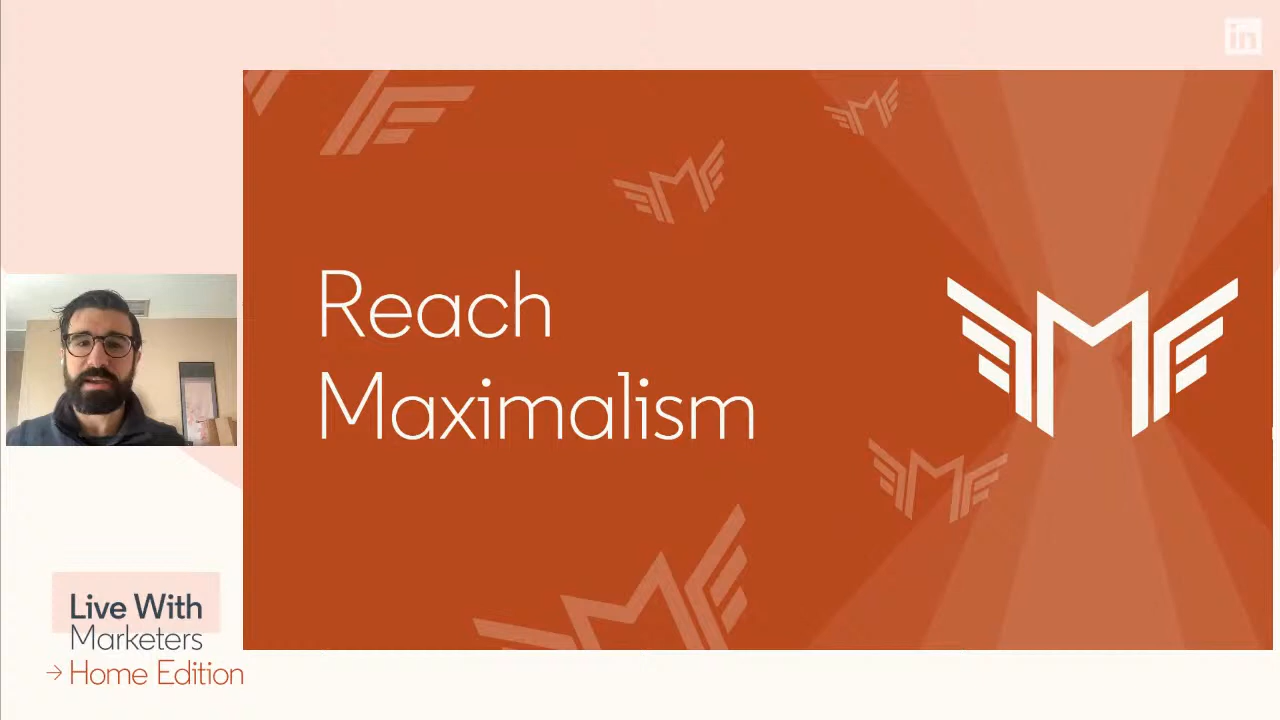 in
Reach
Maximalism
M
Live With
Marketers
→ Home Edition